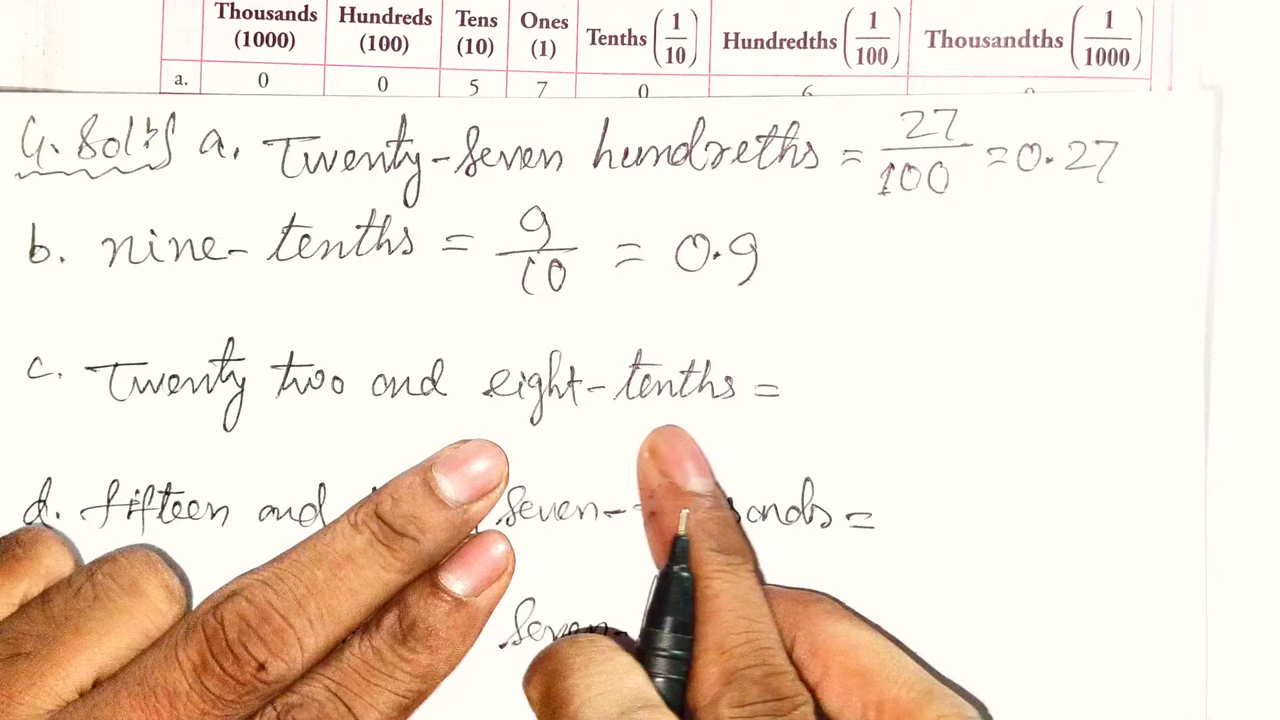 Thousands (1000) Hundreds (100) Tens (10) Ones (1) Tenths (1/10) Hundredths (1/100) Thousandths (1/1000)
a. 0 0 5 7 0 6
4. Solⁿ: a. Twenty-seven hundreths = 27/100 = 0.27
b. nine-tenths = 9/10 = 0.9
c. Twenty two and eight-tenths =
d. fifteen and seven- =
seven-